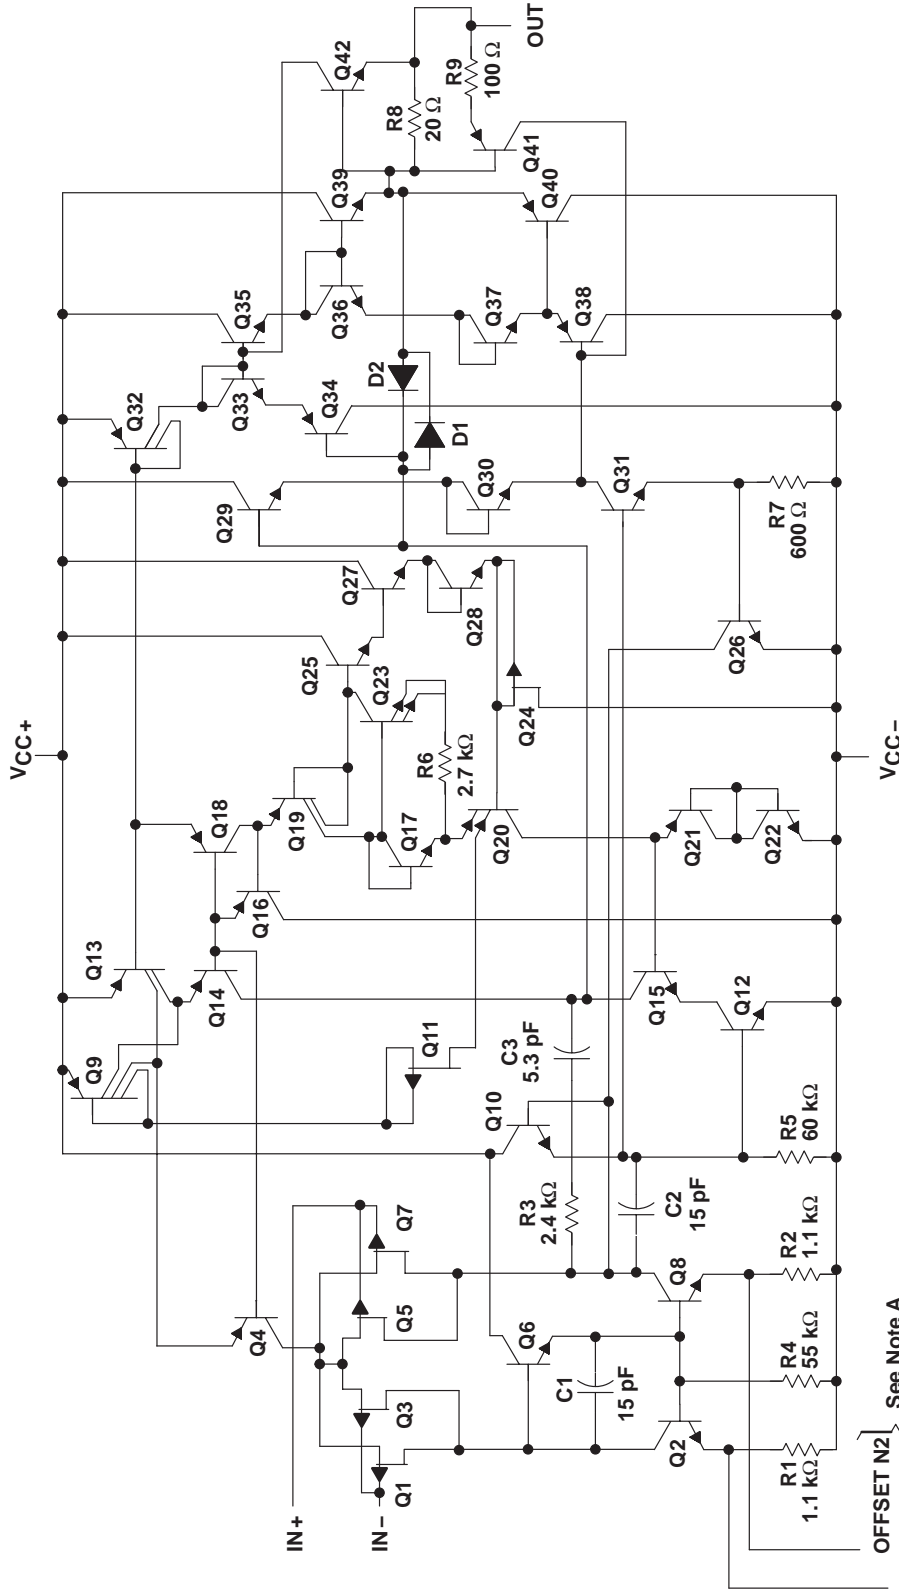 VCC+
Q9
Q13
Q32
Q35
Q42
Q18
Q33
Q14
Q16
Q19
Q25
Q29
Q34
Q36
Q39
R8
20 Ω
R9
100 Ω
OUT
Q4
Q11
Q17
Q23
R6
2.7 kΩ
Q27
D2
D1
Q37
Q41
IN+
IN−
Q7
Q5
Q3
Q1
Q10
C3
5.3 pF
Q20
Q24
Q28
Q30
Q38
Q40
R3
2.4 kΩ
Q6
C1
15 pF
C2
15 pF
Q15
Q21
Q31
Q2
Q8
Q12
Q22
Q26
R1
1.1 kΩ
R4
55 kΩ
R2
1.1 kΩ
R5
60 kΩ
R7
600 Ω
VCC−
OFFSET N2
See Note A